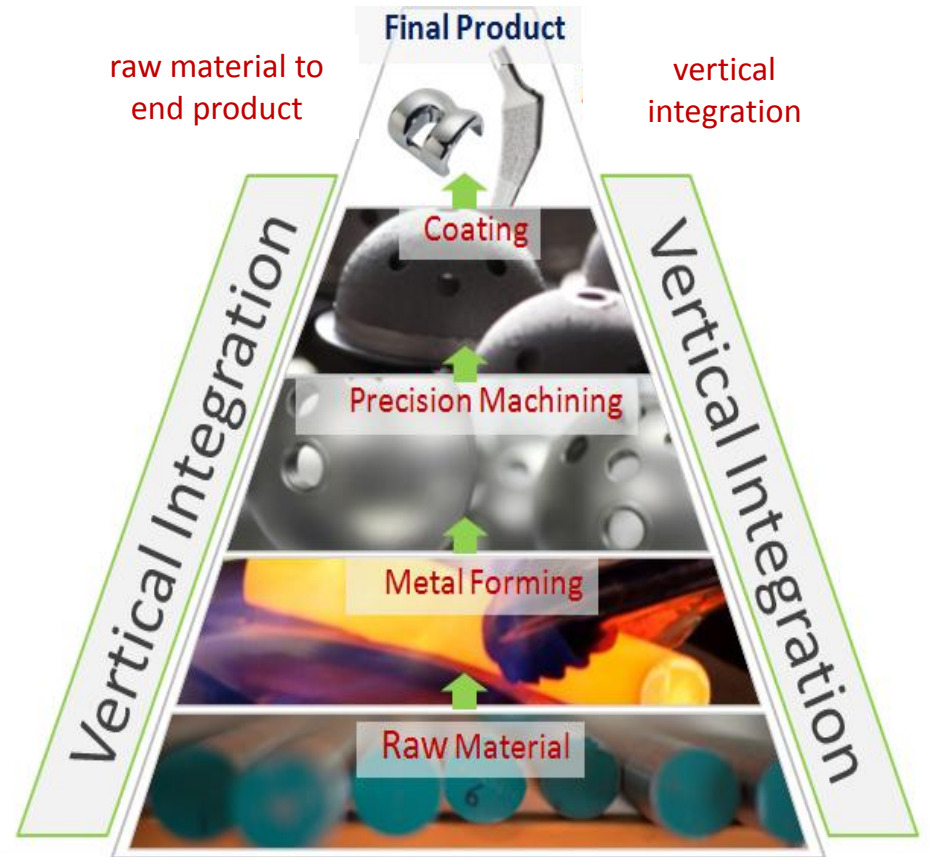 Final Product
raw material to
end product
vertical
integration
Vertical Integration
Vertical Integration
Coating
Precision Machining
Metal Forming
Raw Material
6